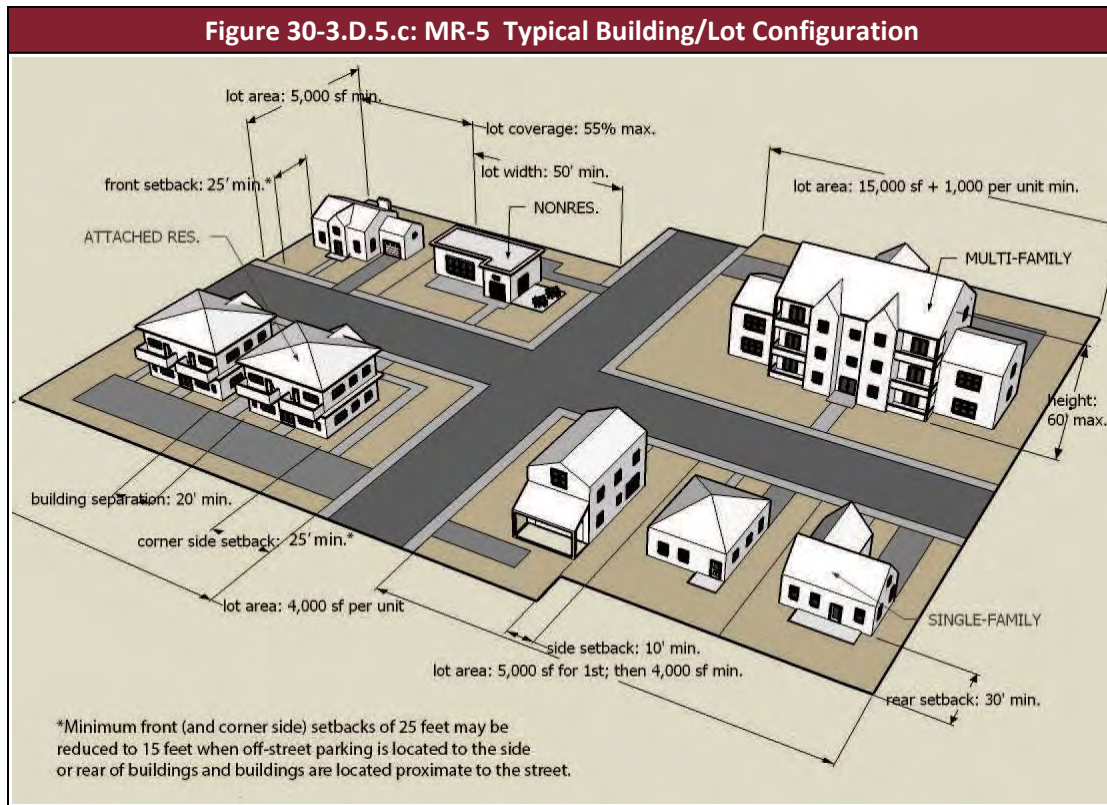 Figure 30-3.D.5.c: MR-5 Typical Building/Lot Configuration
lot area: 5,000 sf min.
lot coverage: 55% max.
lot width: 50' min.
front setback: 25' min.*
lot area: 15,000 sf + 1,000 per unit min.
NONRES.
ATTACHED RES.
MULTI-FAMILY
height:
60' max.
building separation: 20' min.
corner side setback: 25' min.*
lot area: 4,000 sf per unit
SINGLE-FAMILY
side setback: 10' min.
lot area: 5,000 sf for 1st; then 4,000 sf min.
rear setback: 30' min.
*Minimum front (and corner side) setbacks of 25 feet may be
reduced to 15 feet when off-street parking is located to the side
or rear of buildings and buildings are located proximate to the street.